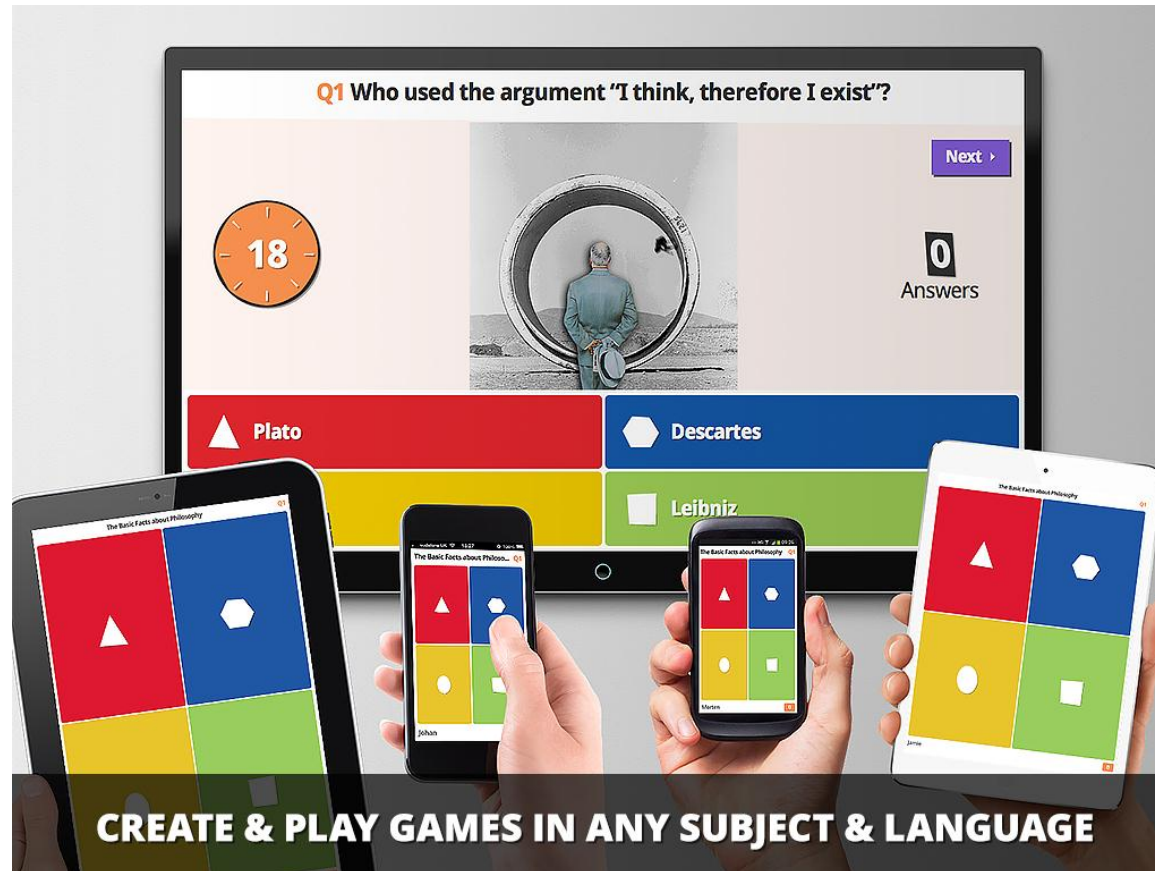 Q1 Who used the argument "I think, therefore I exist"?
Next
18
0
Answers
Plato
Descartes
Leibniz
The Basic Facts about Philosophy Q1
The Basic Facts about Philoso... Q1
Johan
The Basic Facts about Philosophy Q1
Morten
The Basic Facts about Philosophy Q1
Jamie
CREATE & PLAY GAMES IN ANY SUBJECT & LANGUAGE